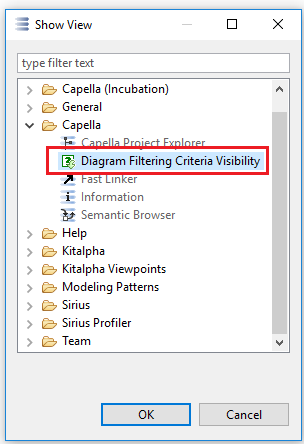 Show View
type filter text
Capella (Incubation)
General
Capella
Capella Project Explorer
Diagram Filtering Criteria Visibility
Fast Linker
Information
Semantic Browser
Help
Kitalpha
Kitalpha Viewpoints
Modeling Patterns
Sirius
Sirius Profiler
Team
OK
Cancel